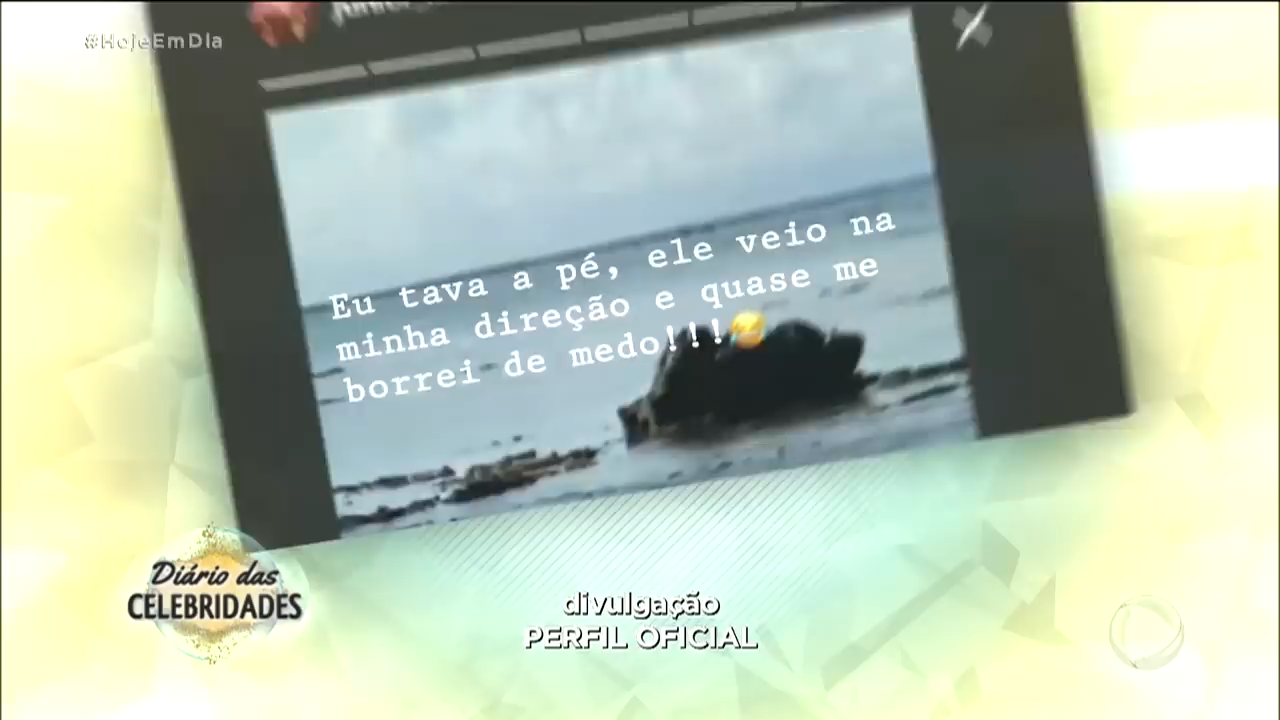 #HojeEmDia
Eu tava a pé, ele veio na
minha direção e quase me
borrei de medo!!!
Diário das
CELEBRIDADES
divulgação
PERFIL OFICIAL